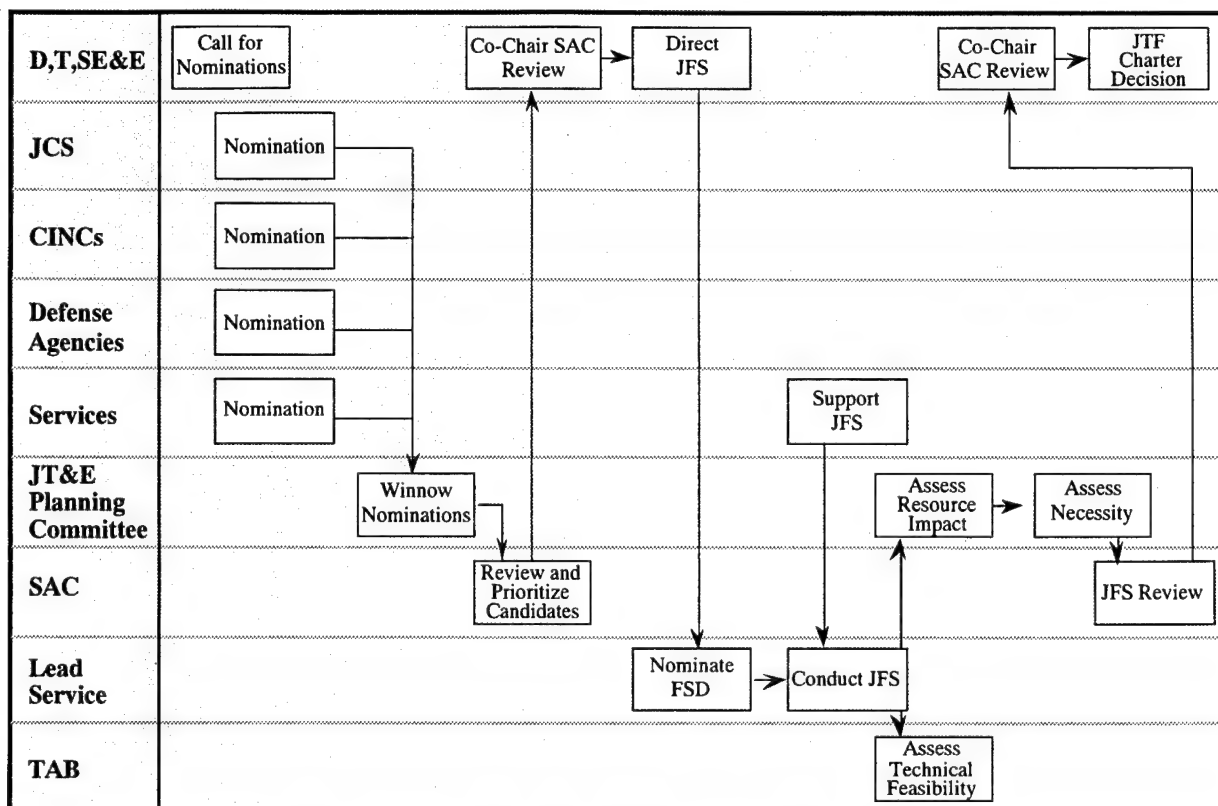 D,T,SE&E
Call for
Nominations
Co-Chair SAC
Review
Direct
JFS
Co-Chair
SAC Review
JTF
Charter
Decision
JCS
Nomination
CINCs
Nomination
Defense
Agencies
Nomination
Services
Nomination
Support
JFS
JT&E
Planning
Committee
Winnow
Nominations
Assess
Resource
Impact
Assess
Necessity
SAC
Review and
Prioritize
Candidates
JFS Review
Lead
Service
Nominate
FSD
Conduct JFS
TAB
Assess
Technical
Feasibility